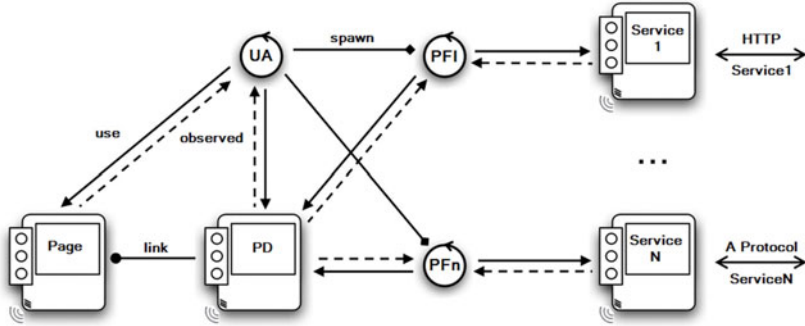 spawn
UA
PFI
Service
1
HTTP
Service1
use
observed
...
Page
link
PD
PFn
Service
N
A Protocol
ServiceN